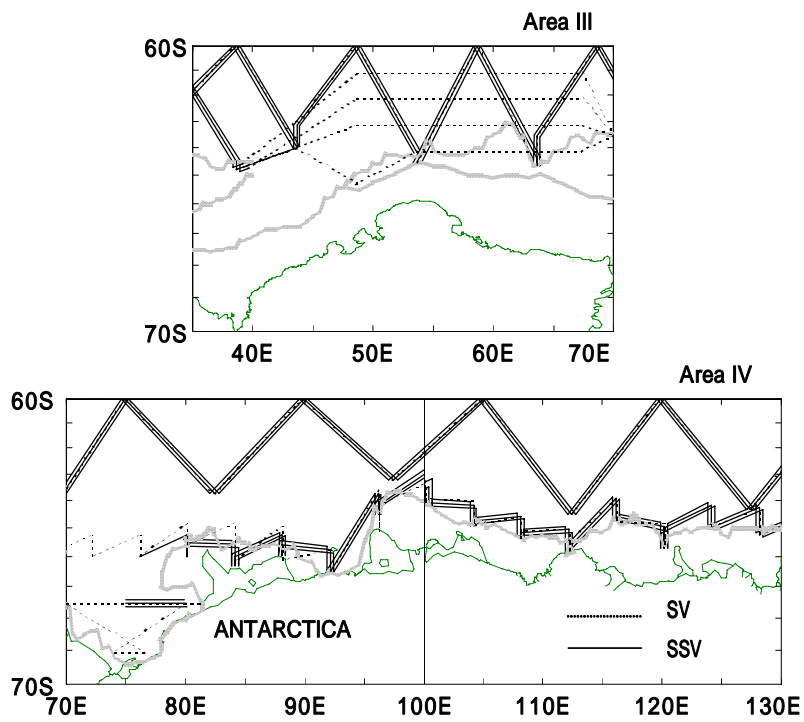 Area III
60S
70S
40E 50E 60E 70E
Area IV
60S
SV
ANTARCTICA
SSV
70S
70E 80E 90E 100E 110E 120E 130E